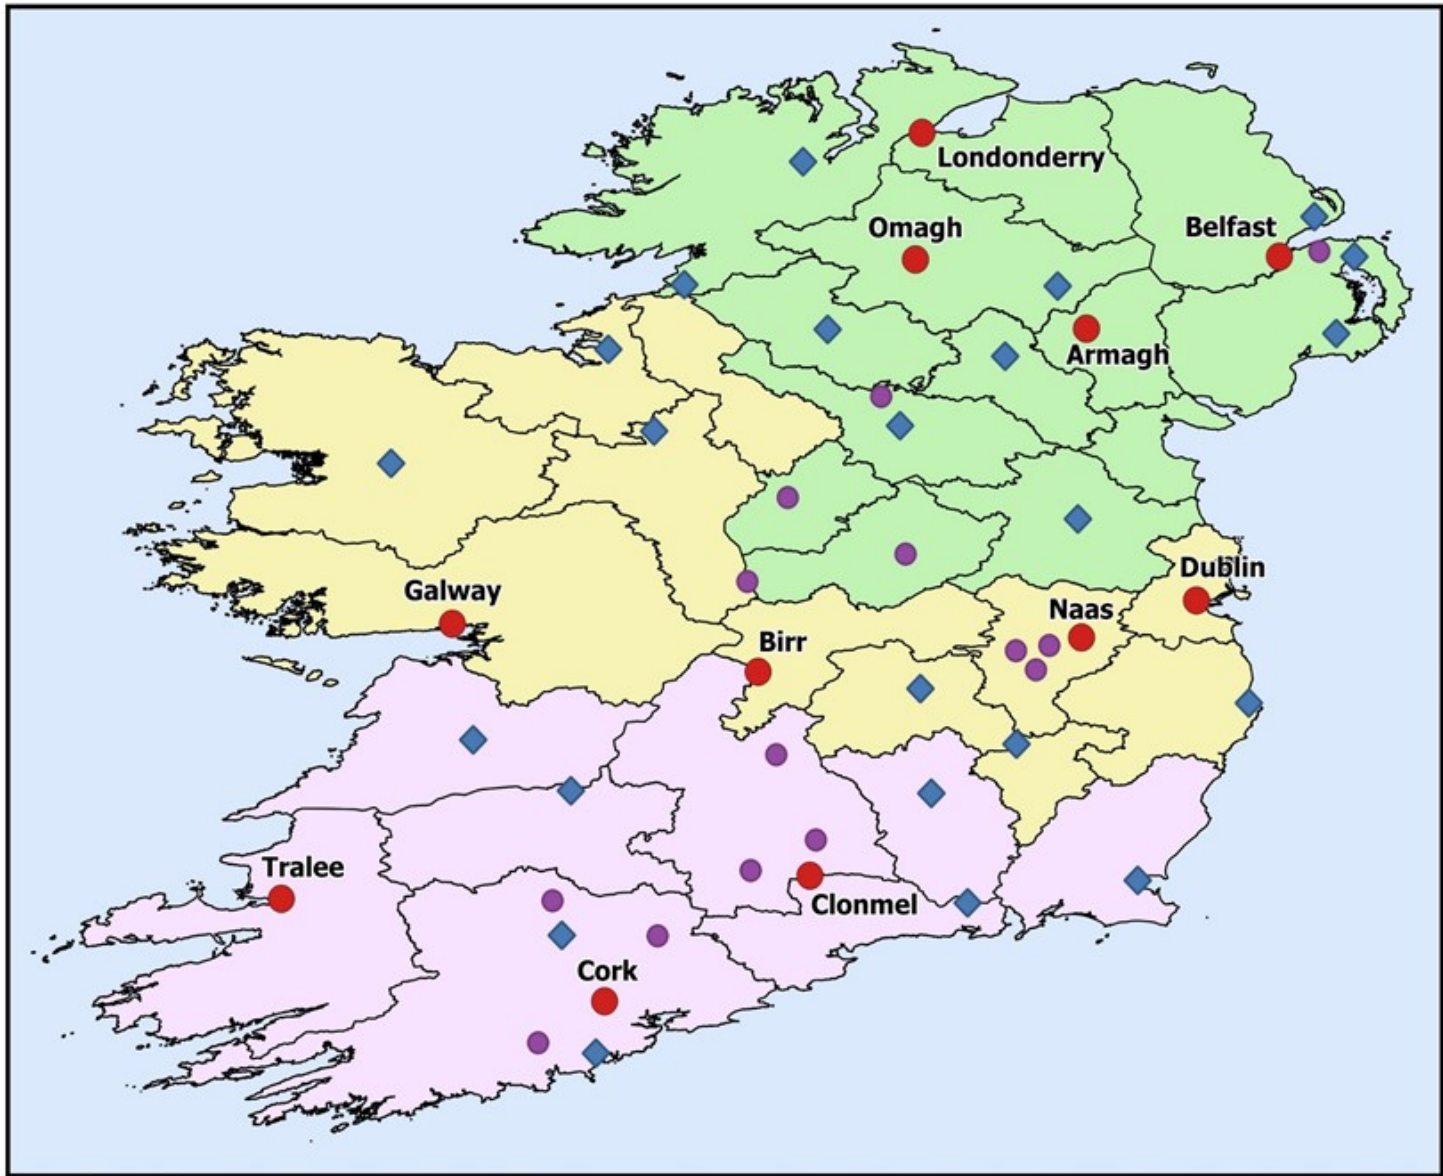 Londonderry
Omagh
Belfast
Armagh
Dublin
Galway
Naas
Birr
Tralee
Clonmel
Cork